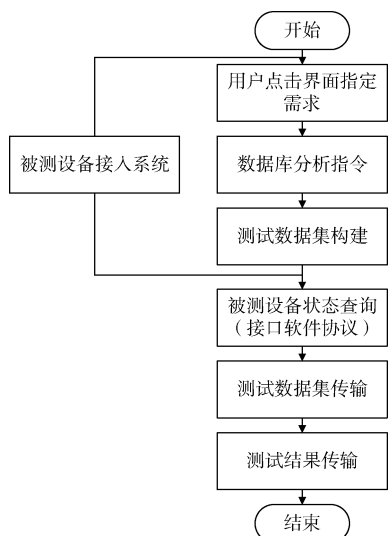 开始
用户点击界面指定
需求
被测设备接入系统
数据库分析指令
测试数据集构建
被测设备状态查询
（接口软件协议）
测试数据集传输
测试结果传输
结束